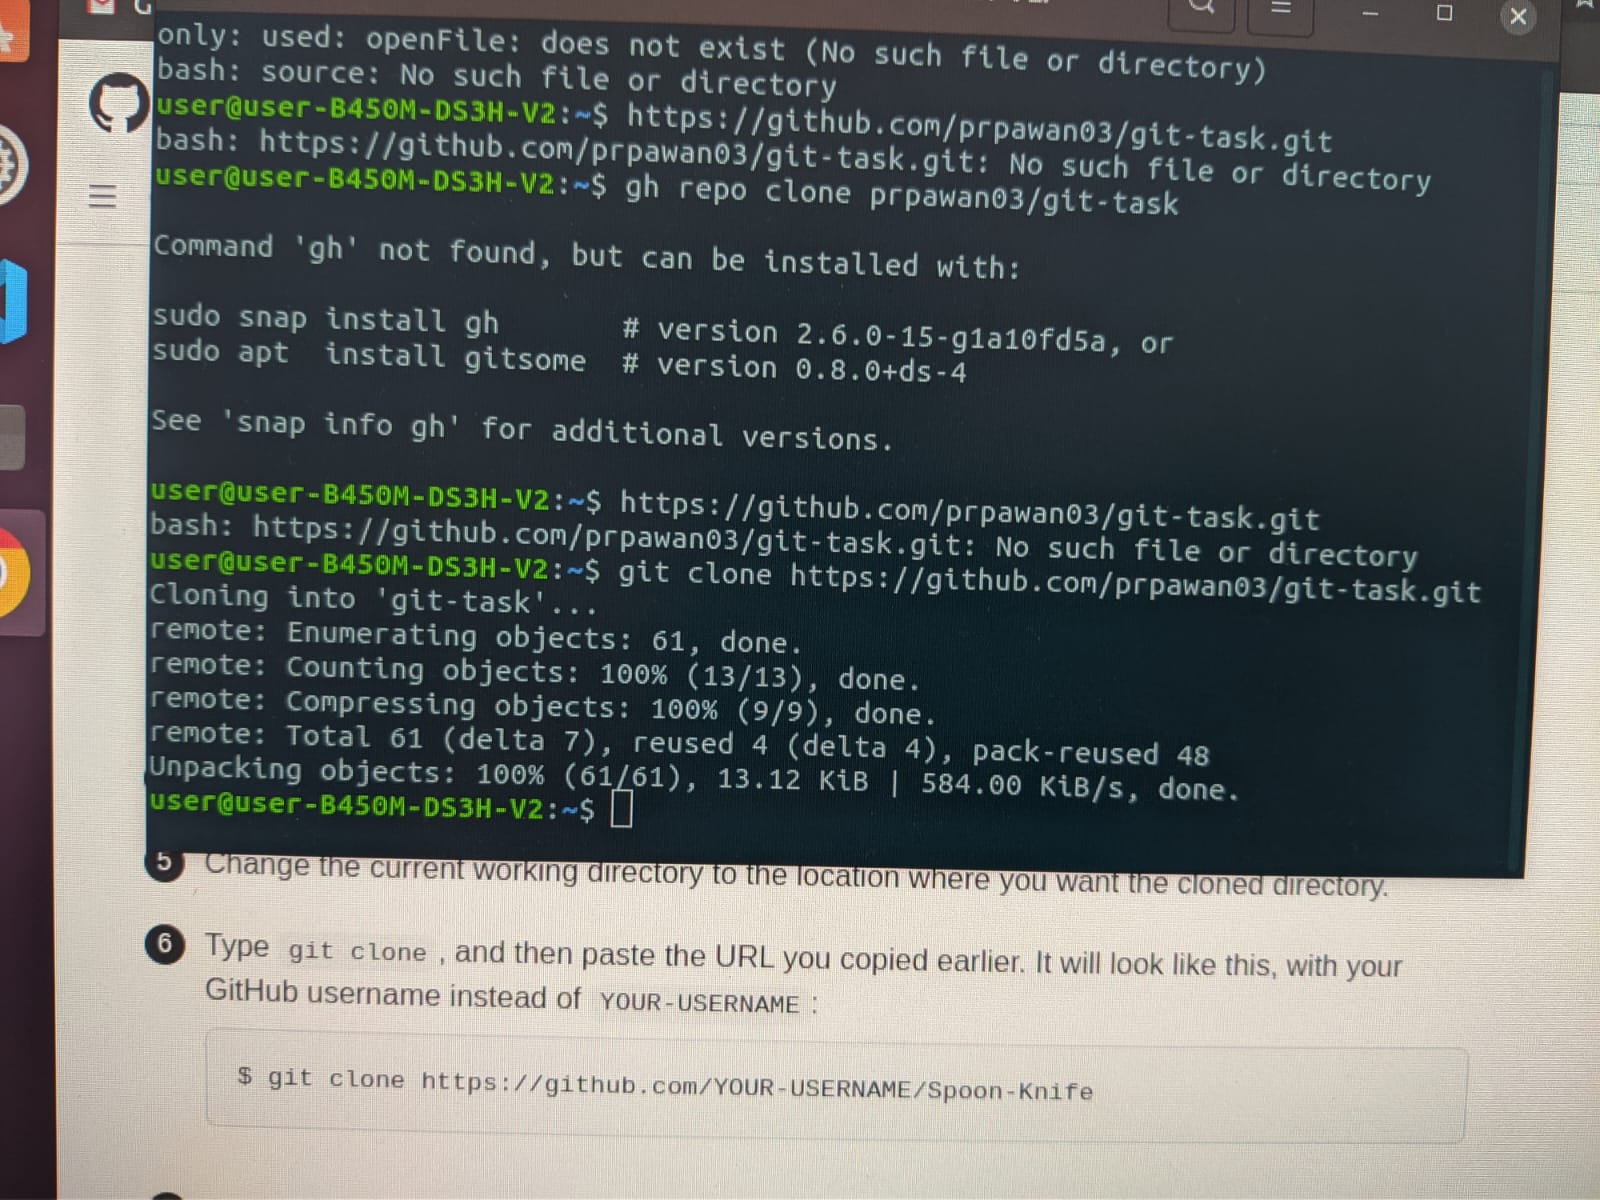 only: used: openFile: does not exist (No such file or directory)
bash: source: No such file or directory
user@user-B450M-DS3H-V2:~$ https://github.com/prpawan03/git-task.git
bash: https://github.com/prpawan03/git-task.git: No such file or directory
user@user-B450M-DS3H-V2:~$ gh repo clone prpawan03/git-task
Command 'gh' not found, but can be installed with:
sudo snap install gh # version 2.6.0-15-g1a10fd5a, or
sudo apt install gitsome # version 0.8.0+ds-4
See 'snap info gh' for additional versions.
user@user-B450M-DS3H-V2:~$ https://github.com/prpawan03/git-task.git
bash: https://github.com/prpawan03/git-task.git: No such file or directory
user@user-B450M-DS3H-V2:~$ git clone https://github.com/prpawan03/git-task.git
Cloning into 'git-task'...
remote: Enumerating objects: 61, done.
remote: Counting objects: 100% (13/13), done.
remote: Compressing objects: 100% (9/9), done.
remote: Total 61 (delta 7), reused 4 (delta 4), pack-reused 48
Unpacking objects: 100% (61/61), 13.12 KiB | 584.00 KiB/s, done.
user@user-B450M-DS3H-V2:~$
5 Change the current working directory to the location where you want the cloned directory.
6 Type git clone , and then paste the URL you copied earlier. It will look like this, with your
GitHub username instead of YOUR-USERNAME :
$ git clone https://github.com/YOUR-USERNAME/Spoon-Knife